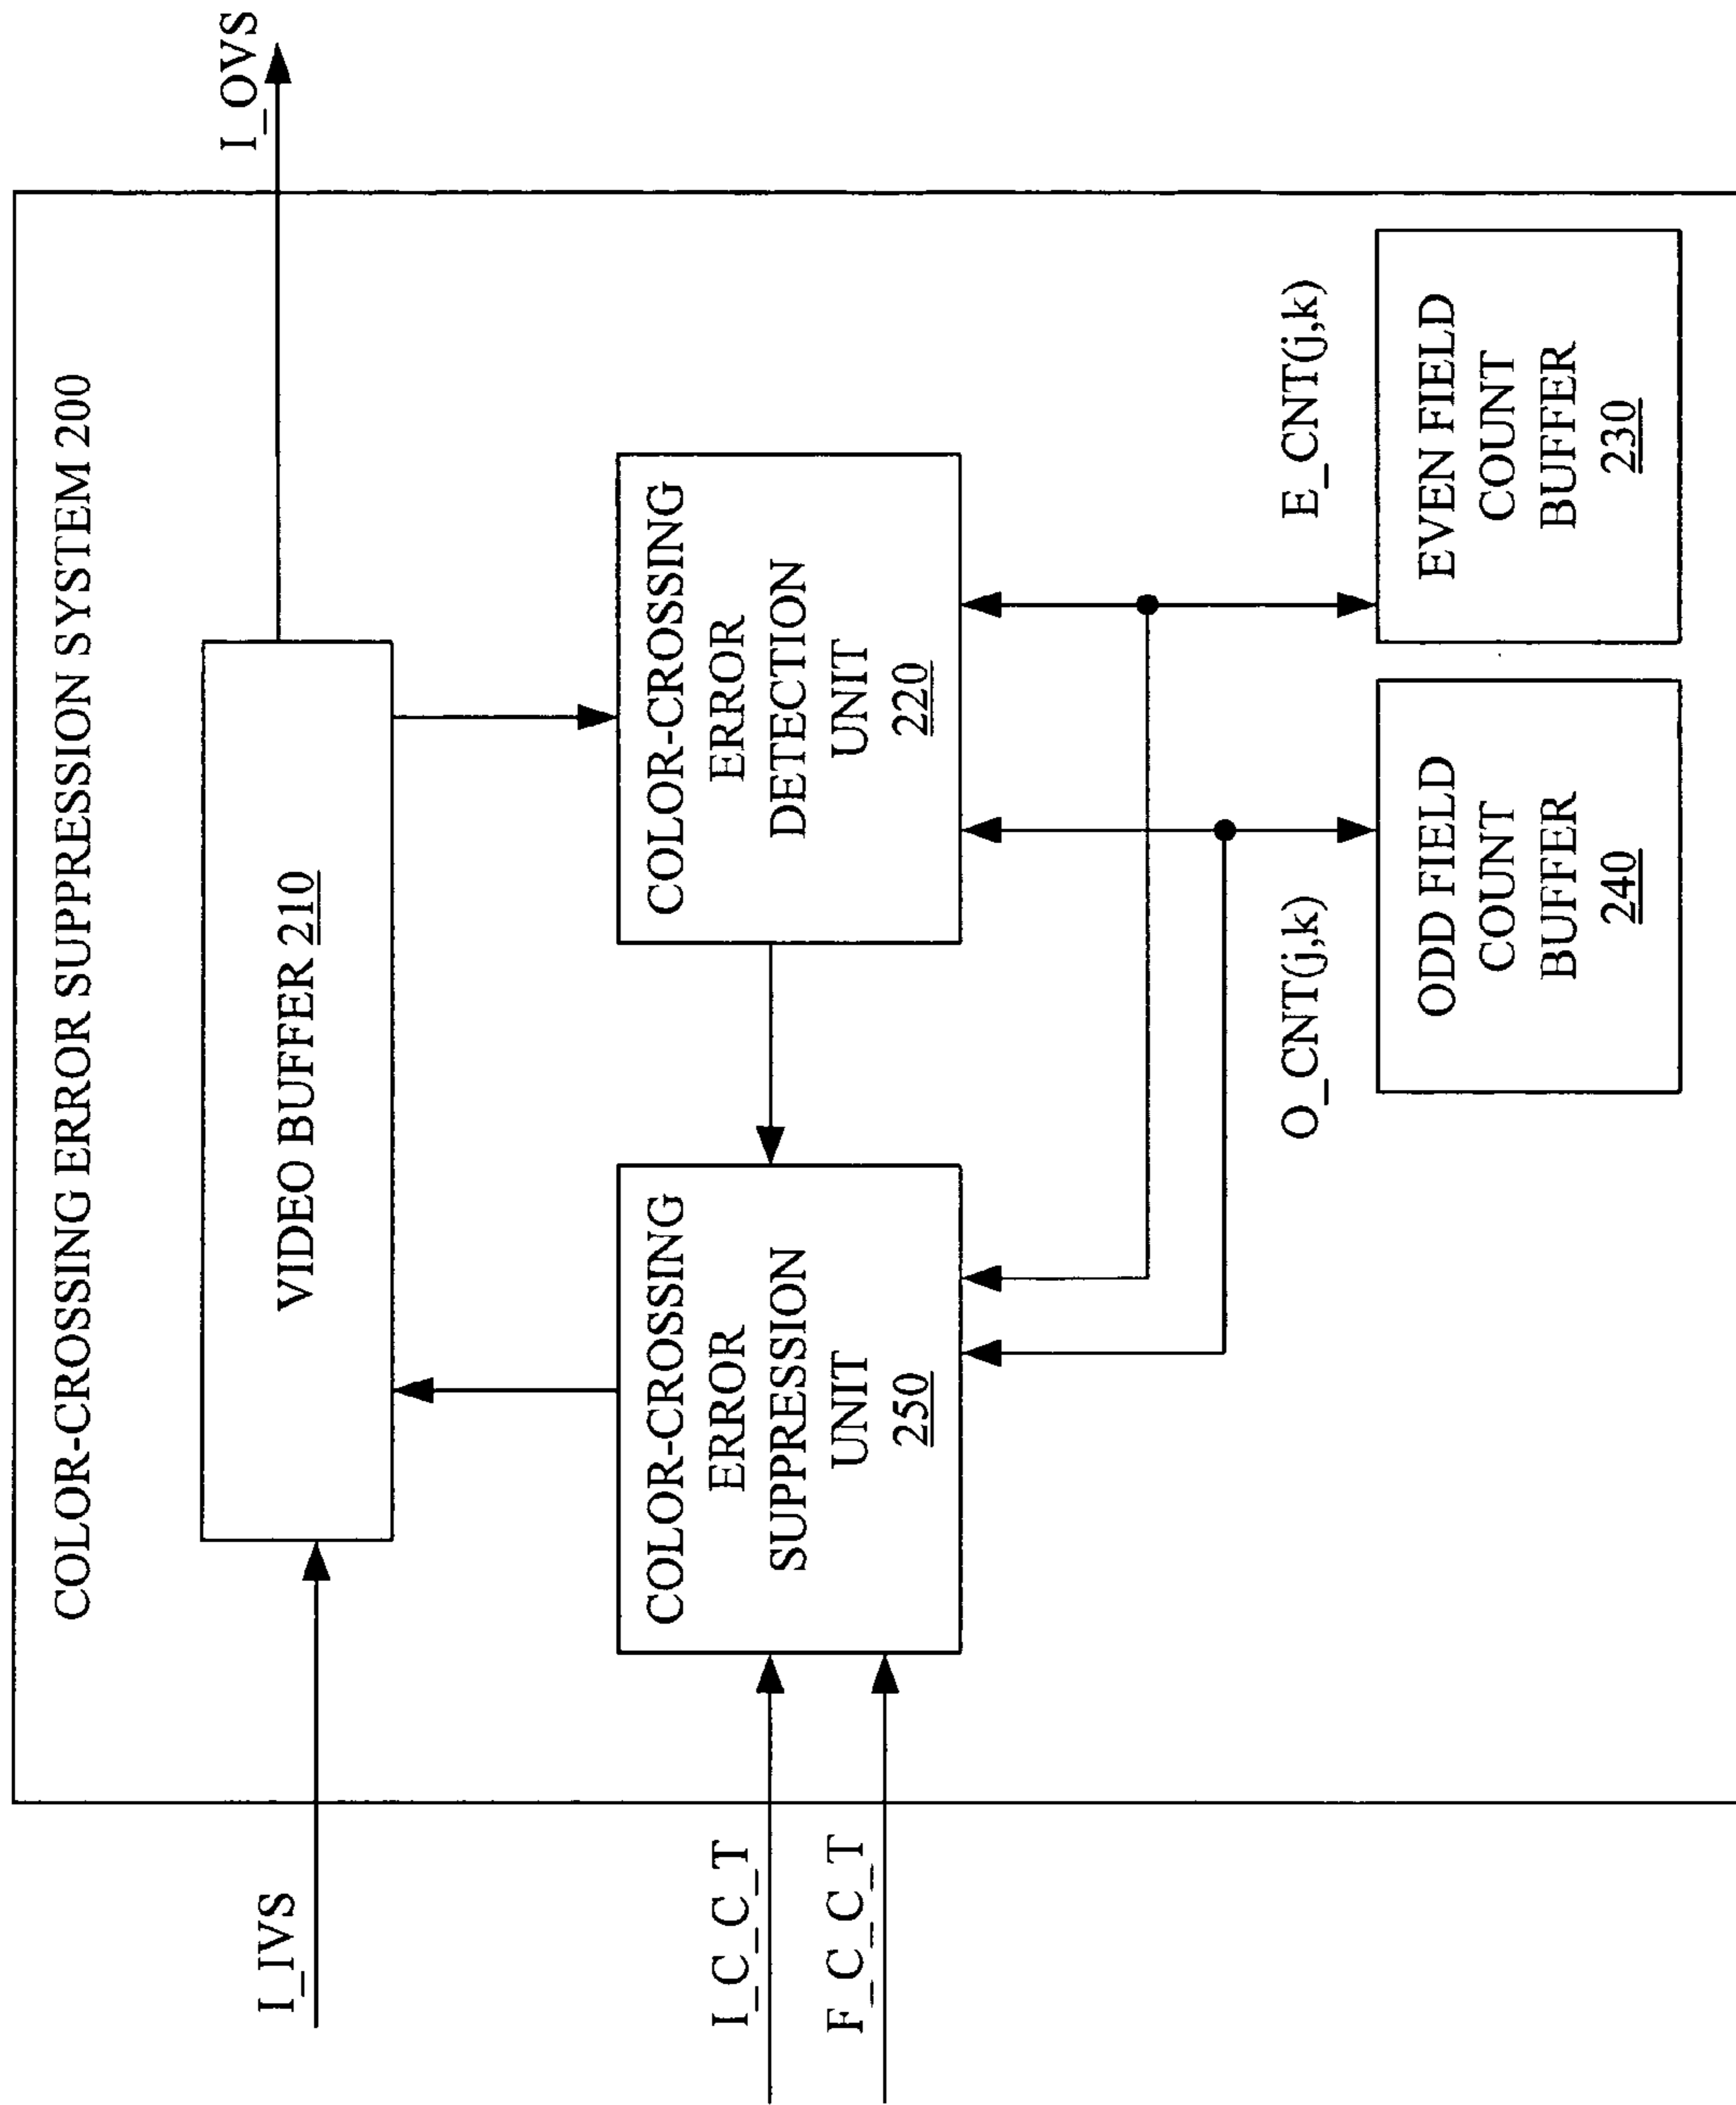 COLOR-CROSSING ERROR SUPPRESSION SYSTEM 200
I_IVS
VIDEO BUFFER 210
I_OVS
I_C_C_T
F_C_C_T
COLOR-CROSSING
ERROR
SUPPRESSION
UNIT
250
COLOR-CROSSING
ERROR
DETECTION
UNIT
220
O_CNT(j,k)
E_CNT(j,k)
ODD FIELD
COUNT
BUFFER
240
EVEN FIELD
COUNT
BUFFER
230